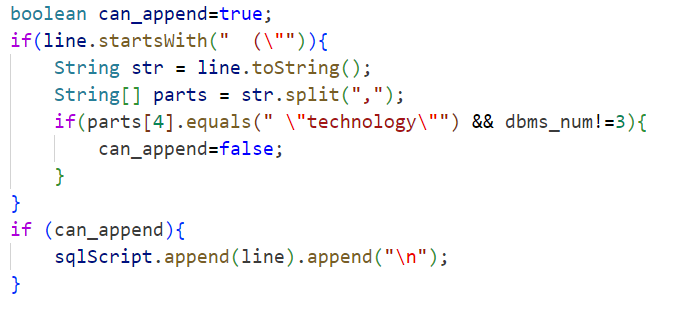 boolean can_append=true;
if(line.startsWith("  (\"")){
    String str = line.toString();
    String[] parts = str.split(",");
    if(parts[4].equals(" \"technology\"") && dbms_num!=3){
        can_append=false;
    }
}
if (can_append){
    sqlScript.append(line).append("\n");
}